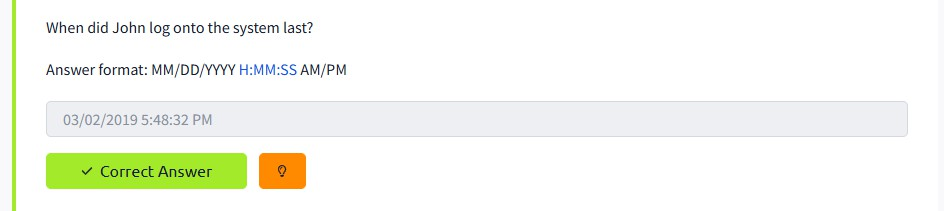 When did John log onto the system last?
Answer format: MM/DD/YYYY H:MM:SS AM/PM
03/02/2019 5:48:32 PM
Correct Answer